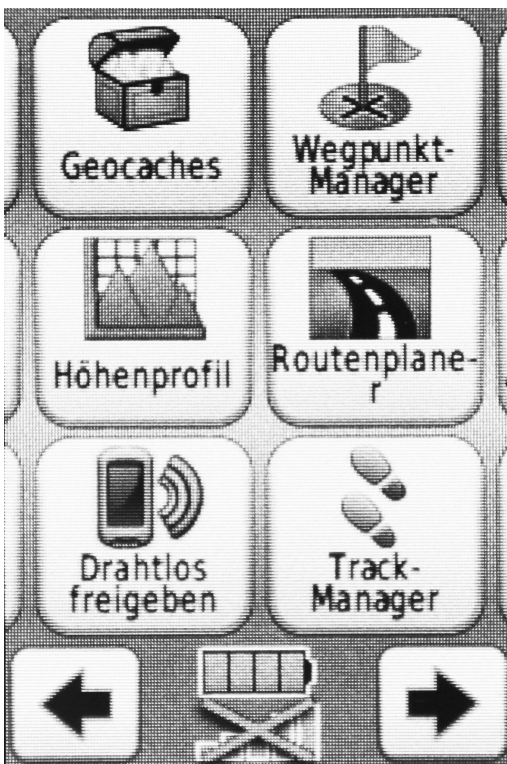 Geocaches
Wegpunkt-
Manager
Höhenprofil
Routenplane-
r
Drahtlos
freigeben
Track-
Manager